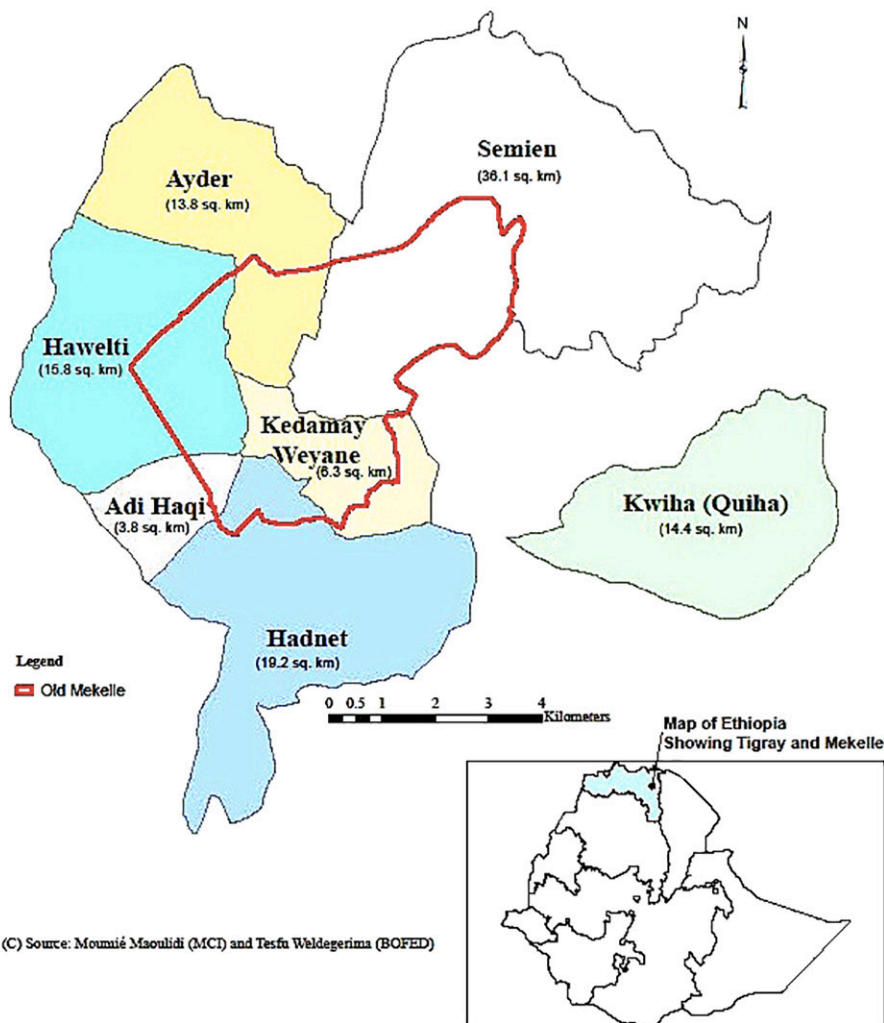 N
Semien
(36.1 sq. km)
Ayder
(13.8 sq. km)
Hawelti
(15.8 sq. km)
Kedamay
Weyane
(6.3 sq. km)
Adi Haqi
(3.8 sq. km)
Kwiha (Quiha)
(14.4 sq. km)
Hadnet
(19.2 sq. km)
Legend
Old Mekelle
0 0.5 1 2 3 4
Kilometers
Map of Ethiopia
Showing Tigray and Mekelle
(C) Source: Moumié Maoulidi (MCI) and Tesfu Weldegerima (BOFED)